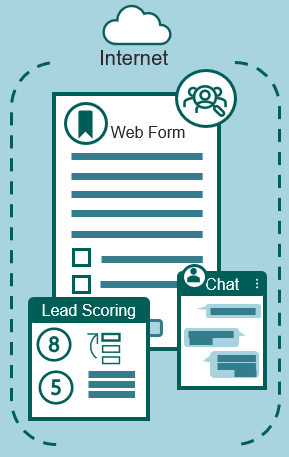 Internet
Web Form
Chat
Lead Scoring
8
5